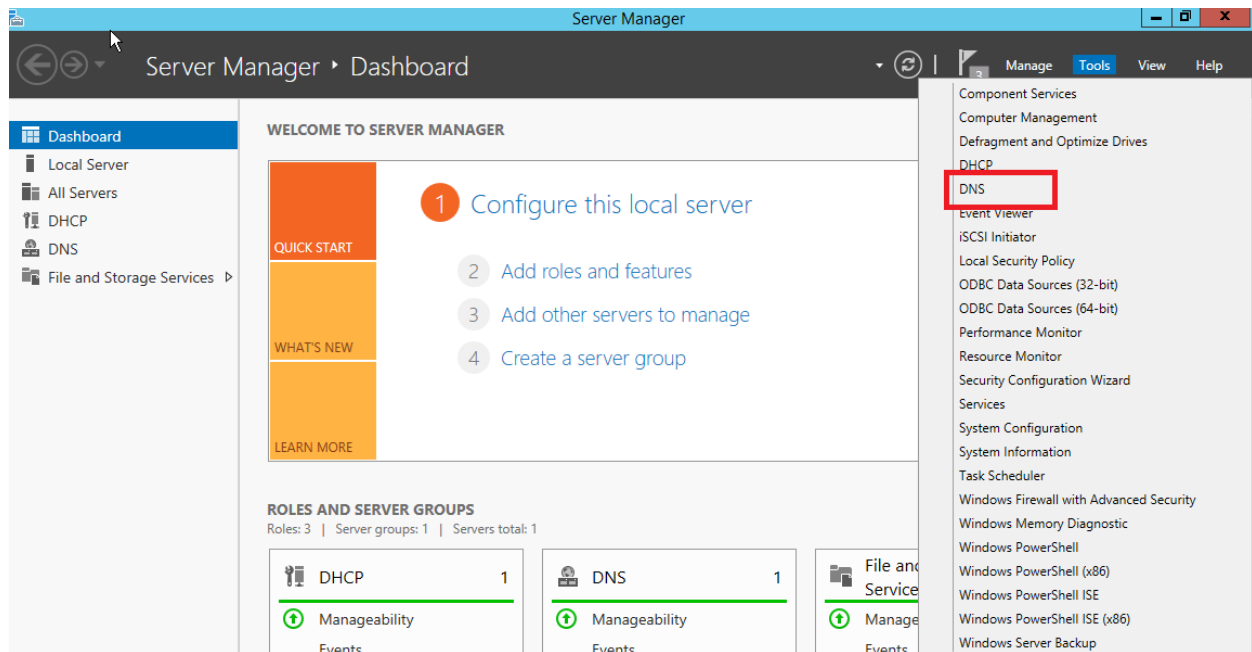 Server Manager
Server Manager • Dashboard
3
Manage
Tools
View
Help
Dashboard
Local Server
All Servers
DHCP
DNS
File and Storage Services
WELCOME TO SERVER MANAGER
QUICK START
WHAT'S NEW
LEARN MORE
1 Configure this local server
2 Add roles and features
3 Add other servers to manage
4 Create a server group
ROLES AND SERVER GROUPS
Roles: 3 | Server groups: 1 | Servers total: 1
DHCP 1
Manageability
Events
DNS 1
Manageability
Events
File and
Service
Manage
Events
Component Services
Computer Management
Defragment and Optimize Drives
DHCP
DNS
Event Viewer
iSCSI Initiator
Local Security Policy
ODBC Data Sources (32-bit)
ODBC Data Sources (64-bit)
Performance Monitor
Resource Monitor
Security Configuration Wizard
Services
System Configuration
System Information
Task Scheduler
Windows Firewall with Advanced Security
Windows Memory Diagnostic
Windows PowerShell
Windows PowerShell (x86)
Windows PowerShell ISE
Windows PowerShell ISE (x86)
Windows Server Backup